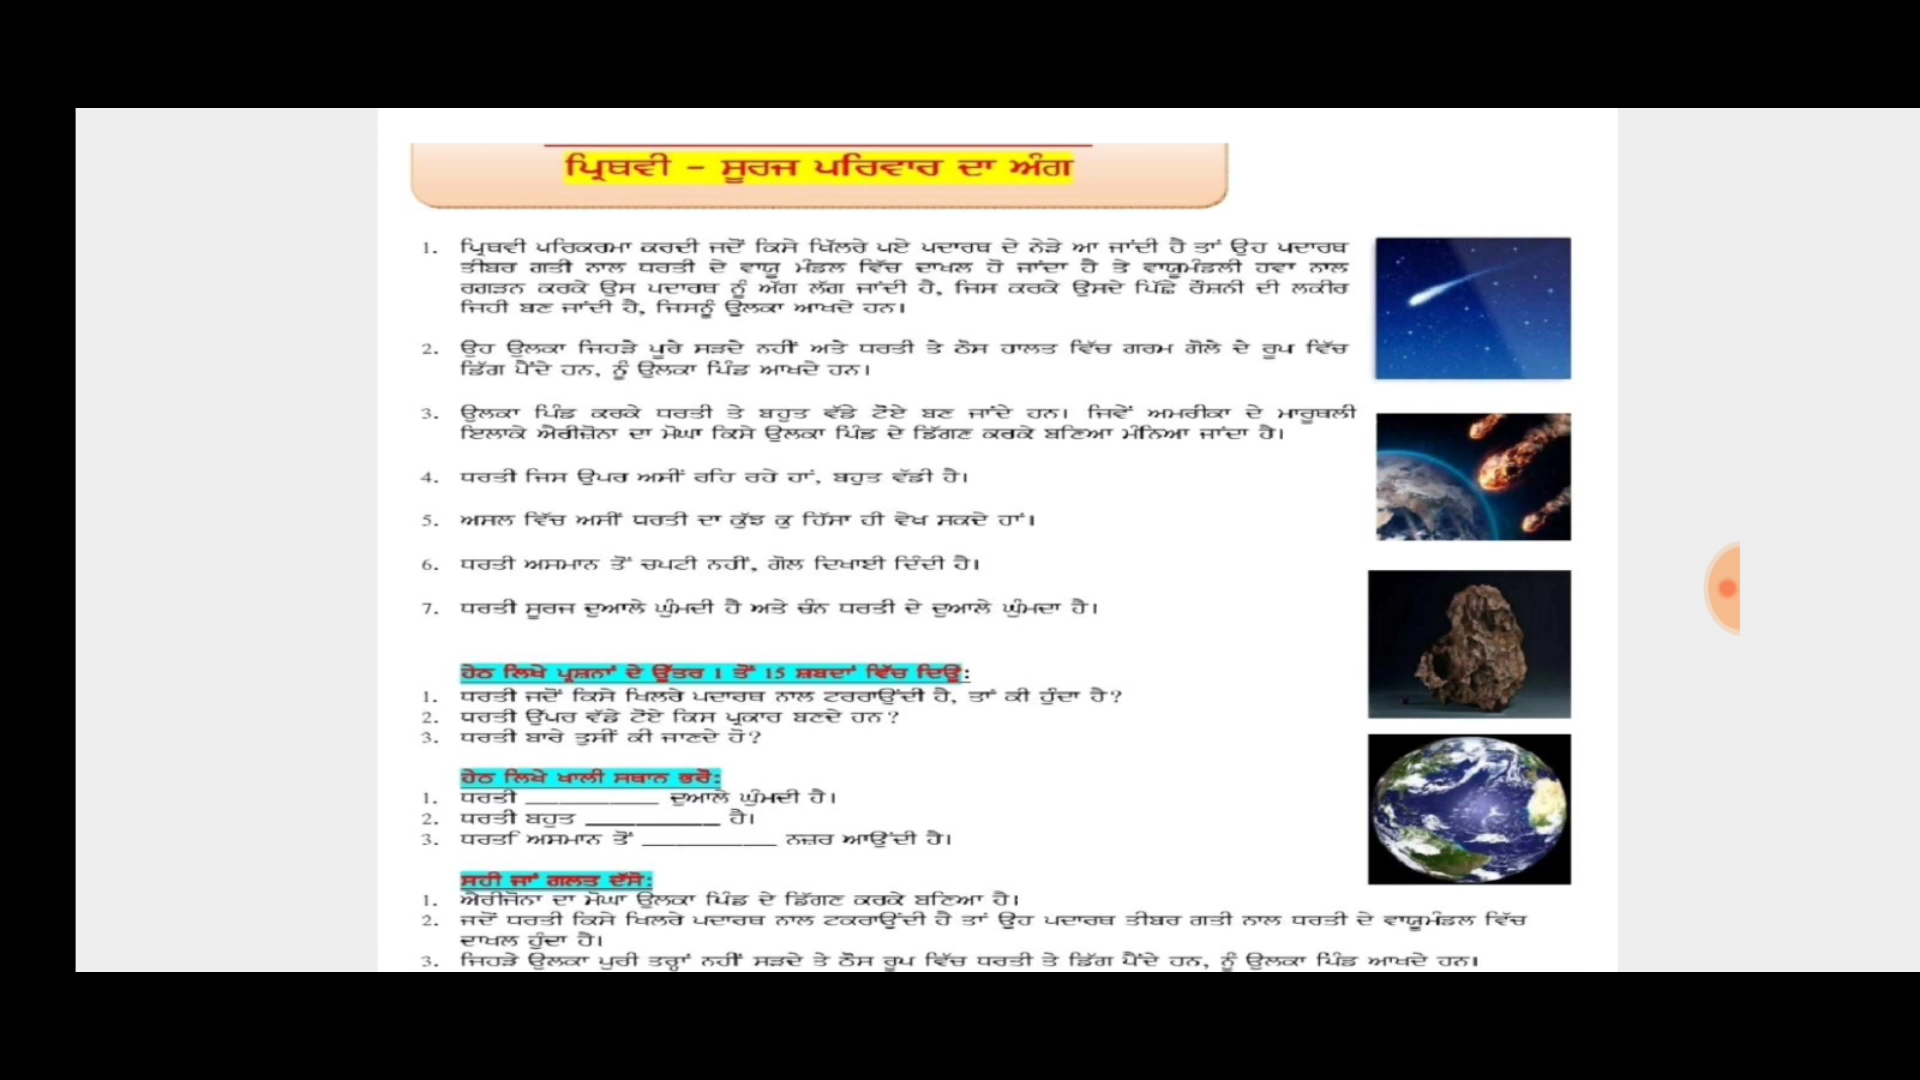 ਪ੍ਰਿਥਵੀ - ਸੂਰਜ ਪਰਿਵਾਰ ਦਾ ਅੰਗ
1. ਪ੍ਰਿਥਵੀ ਪਰਿਕਰਮਾ ਕਰਦੀ ਜਦੋਂ ਕਿਸੇ ਖਿੱਲਰੇ ਪਏ ਪਦਾਰਥ ਦੇ ਨੇੜੇ ਆ ਜਾਂਦੀ ਹੈ ਤਾਂ ਉਹ ਪਦਾਰਥ
ਤੀਬਰ ਗਤੀ ਨਾਲ ਧਰਤੀ ਦੇ ਵਾਯੂ ਮੰਡਲ ਵਿੱਚ ਦਾਖਲ ਹੋ ਜਾਂਦਾ ਹੈ ਤੇ ਵਾਯੂਮੰਡਲੀ ਹਵਾ ਨਾਲ
ਰਗੜਨ ਕਰਕੇ ਉਸ ਪਦਾਰਥ ਨੂੰ ਅੱਗ ਲੱਗ ਜਾਂਦੀ ਹੈ, ਜਿਸ ਕਰਕੇ ਉਸਦੇ ਪਿੱਛੇ ਰੌਸ਼ਨੀ ਦੀ ਲਕੀਰ
ਜਿਹੀ ਬਣ ਜਾਂਦੀ ਹੈ, ਜਿਸਨੂੰ ਉਲਕਾ ਆਖਦੇ ਹਨ।
2. ਉਹ ਉਲਕਾ ਜਿਹੜੇ ਪੂਰੇ ਸੜਦੇ ਨਹੀਂ ਅਤੇ ਧਰਤੀ ਤੇ ਠੋਸ ਹਾਲਤ ਵਿੱਚ ਗਰਮ ਗੋਲੇ ਦੇ ਰੂਪ ਵਿੱਚ
ਡਿੱਗ ਪੈਂਦੇ ਹਨ, ਨੂੰ ਉਲਕਾ ਪਿੰਡ ਆਖਦੇ ਹਨ।
3. ਉਲਕਾ ਪਿੰਡ ਕਰਕੇ ਧਰਤੀ ਤੇ ਬਹੁਤ ਵੱਡੇ ਟੋਏ ਬਣ ਜਾਂਦੇ ਹਨ। ਜਿਵੇਂ ਅਮਰੀਕਾ ਦੇ ਮਾਰੂਥਲੀ
ਇਲਾਕੇ ਐਰੀਜ਼ੋਨਾ ਦਾ ਮੋਘਾ ਕਿਸੇ ਉਲਕਾ ਪਿੰਡ ਦੇ ਡਿੱਗਣ ਕਰਕੇ ਬਣਿਆ ਮੰਨਿਆ ਜਾਂਦਾ ਹੈ।
4. ਧਰਤੀ ਜਿਸ ਉਪਰ ਅਸੀਂ ਰਹਿ ਰਹੇ ਹਾਂ, ਬਹੁਤ ਵੱਡੀ ਹੈ।
5. ਅਸਲ ਵਿੱਚ ਅਸੀਂ ਧਰਤੀ ਦਾ ਕੁੱਝ ਕੁ ਹਿੱਸਾ ਹੀ ਵੇਖ ਸਕਦੇ ਹਾਂ।
6. ਧਰਤੀ ਅਸਮਾਨ ਤੋਂ ਚਪਟੀ ਨਹੀਂ, ਗੋਲ ਦਿਖਾਈ ਦਿੰਦੀ ਹੈ।
7. ਧਰਤੀ ਸੂਰਜ ਦੁਆਲੇ ਘੁੰਮਦੀ ਹੈ ਅਤੇ ਚੰਨ ਧਰਤੀ ਦੇ ਦੁਆਲੇ ਘੁੰਮਦਾ ਹੈ।
ਹੇਠ ਲਿਖੇ ਪ੍ਰਸ਼ਨਾਂ ਦੇ ਉੱਤਰ 1 ਤੋਂ 15 ਸ਼ਬਦਾਂ ਵਿੱਚ ਦਿਉ:
1. ਧਰਤੀ ਜਦੋਂ ਕਿਸੇ ਖਿਲਰੇ ਪਦਾਰਥ ਨਾਲ ਟਰਰਾਉਂਦੀ ਹੈ, ਤਾਂ ਕੀ ਹੁੰਦਾ ਹੈ?
2. ਧਰਤੀ ਉੱਪਰ ਵੱਡੇ ਟੋਏ ਕਿਸ ਪ੍ਰਕਾਰ ਬਣਦੇ ਹਨ?
3. ਧਰਤੀ ਬਾਰੇ ਤੁਸੀਂ ਕੀ ਜਾਣਦੇ ਹੋ?
ਹੇਠ ਲਿਖੇ ਖਾਲੀ ਸਥਾਨ ਭਰੋ:
1. ਧਰਤੀ __________ ਦੁਆਲੇ ਘੁੰਮਦੀ ਹੈ।
2. ਧਰਤੀ ਬਹੁਤ __________ ਹੈ।
3. ਧਰਤਿ ਅਸਮਾਨ ਤੋਂ __________ ਨਜ਼ਰ ਆਉਂਦੀ ਹੈ।
ਸਹੀ ਜਾਂ ਗਲਤ ਦੱਸੋ:
1. ਐਰੀਜੋਨਾ ਦਾ ਮੋਘਾ ਉਲਕਾ ਪਿੰਡ ਦੇ ਡਿੱਗਣ ਕਰਕੇ ਬਣਿਆ ਹੈ।
2. ਜਦੋਂ ਧਰਤੀ ਕਿਸੇ ਖਿਲਰੇ ਪਦਾਰਥ ਨਾਲ ਟਕਰਾਉਂਦੀ ਹੈ ਤਾਂ ਉਹ ਪਦਾਰਥ ਤੀਬਰ ਗਤੀ ਨਾਲ ਧਰਤੀ ਦੇ ਵਾਯੂਮੰਡਲ ਵਿੱਚ
ਦਾਖਲ ਹੁੰਦਾ ਹੈ।
3. ਜਿਹੜੇ ਉਲਕਾ ਪੁਰੀ ਤਰ੍ਹਾਂ ਨਹੀਂ ਸੜਦੇ ਤੇ ਠੋਸ ਰੂਪ ਵਿੱਚ ਧਰਤੀ ਤੇ ਡਿੱਗ ਪੈਂਦੇ ਹਨ, ਨੂੰ ਉਲਕਾ ਪਿੰਡ ਆਖਦੇ ਹਨ।